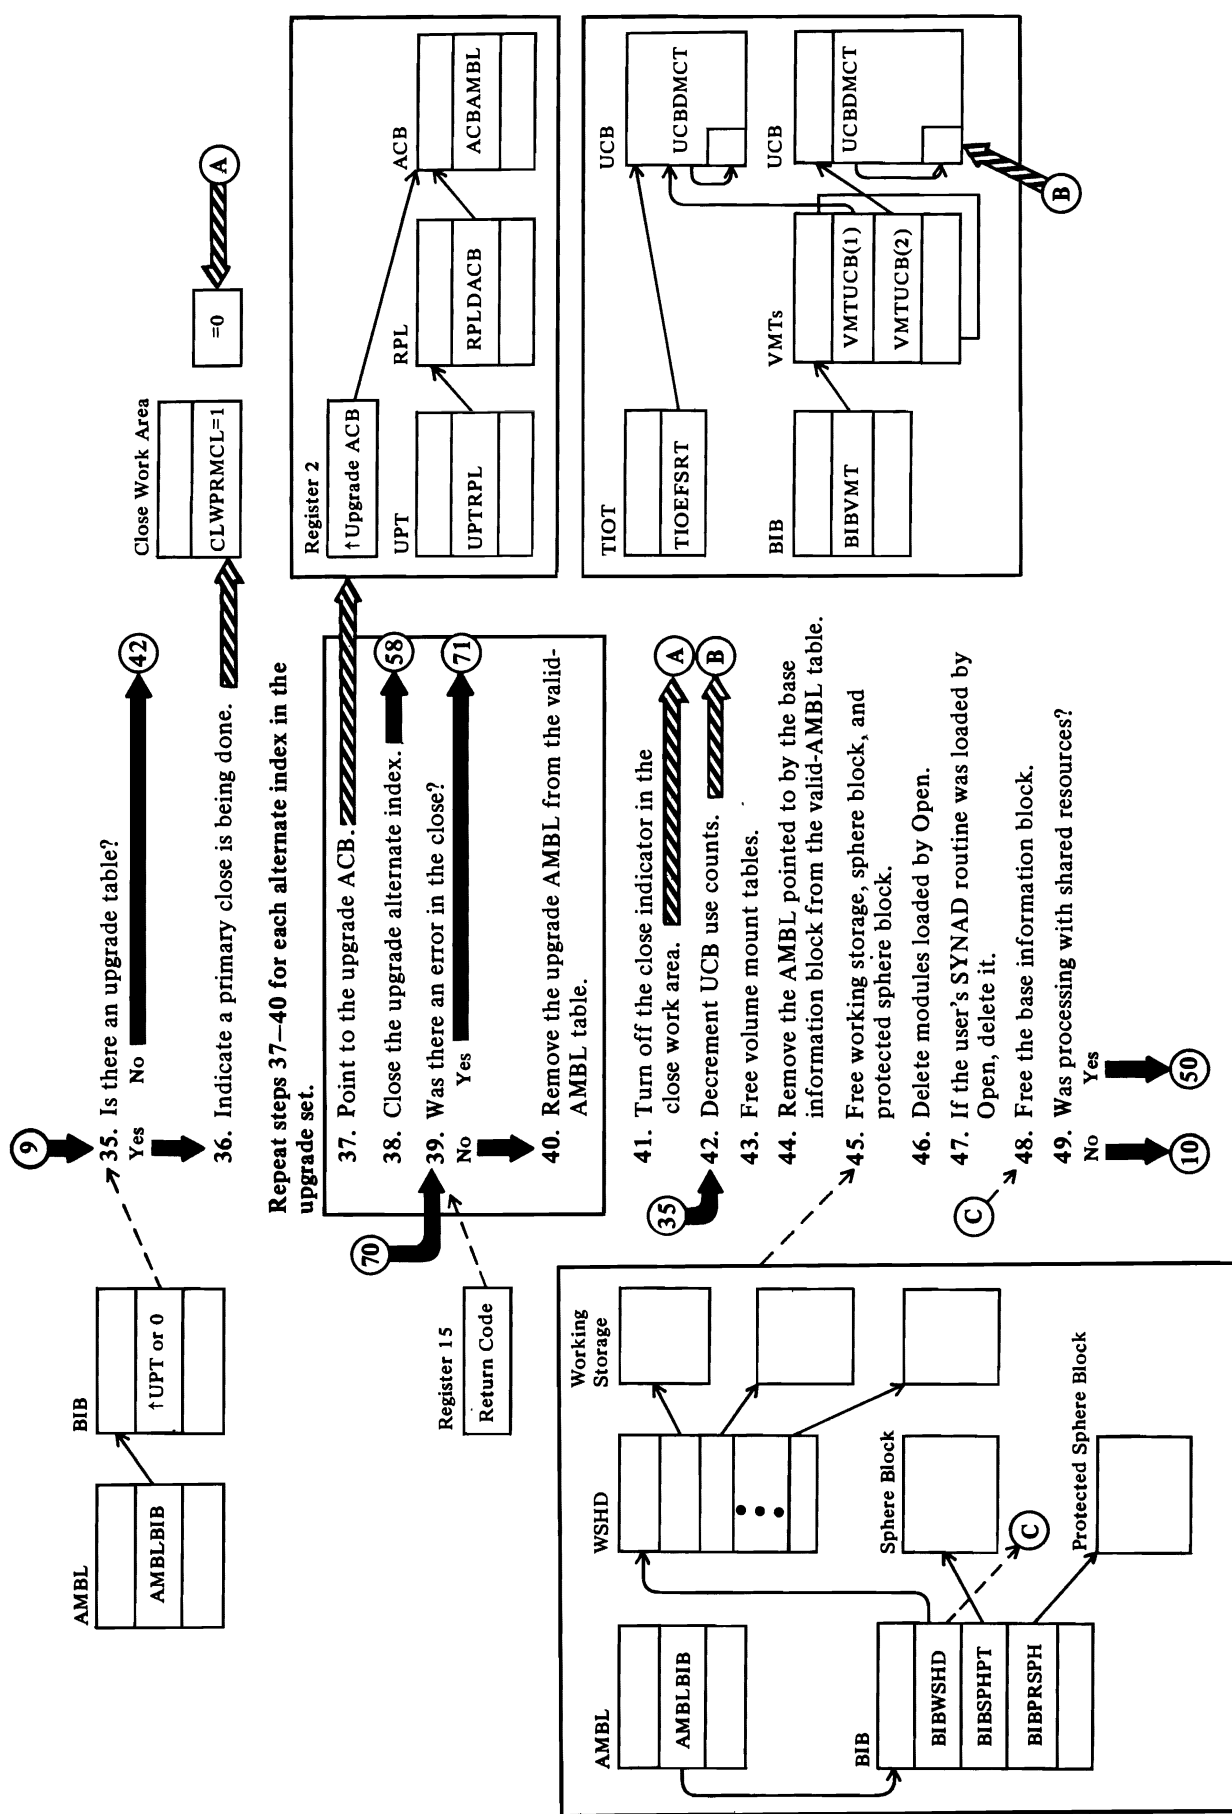 AMBL
AMBLBIB
BIB
↑UPT or 0
9
35. Is there an upgrade table?
Yes
No
42
36. Indicate a primary close is being done.
Close Work Area
CLWPRMCL=1
=0
A
Repeat steps 37–40 for each alternate index in the
upgrade set.
37. Point to the upgrade ACB.
38. Close the upgrade alternate index.
58
39. Was there an error in the close?
No
Yes
71
70
Register 15
Return Code
40. Remove the upgrade AMBL from the valid-
AMBL table.
Register 2
↑Upgrade ACB
UPT
UPTRPL
RPL
RPLDACB
ACB
ACBAMBL
41. Turn off the close indicator in the
close work area.
A
35
42. Decrement UCB use counts.
B
43. Free volume mount tables.
44. Remove the AMBL pointed to by the base
information block from the valid-AMBL table.
45. Free working storage, sphere block, and
protected sphere block.
46. Delete modules loaded by Open.
47. If the user's SYNAD routine was loaded by
Open, delete it.
C
48. Free the base information block.
49. Was processing with shared resources?
No
Yes
10
50
TIOT
TIOEFSRT
UCB
UCBDMCT
BIB
BIBVMT
VMTs
VMTUCB(1)
VMTUCB(2)
UCB
UCBDMCT
B
AMBL
AMBLBIB
WSHD
Working
Storage
BIB
BIBWSHD
BIBSPHPT
BIBPRSPH
Sphere Block
C
Protected Sphere Block